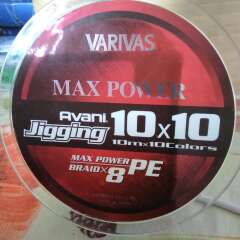 VARIVAS
MAX POWER
Avani
Jigging 10x10
10m×10Colors
MAX POWER PE
BRAID×8